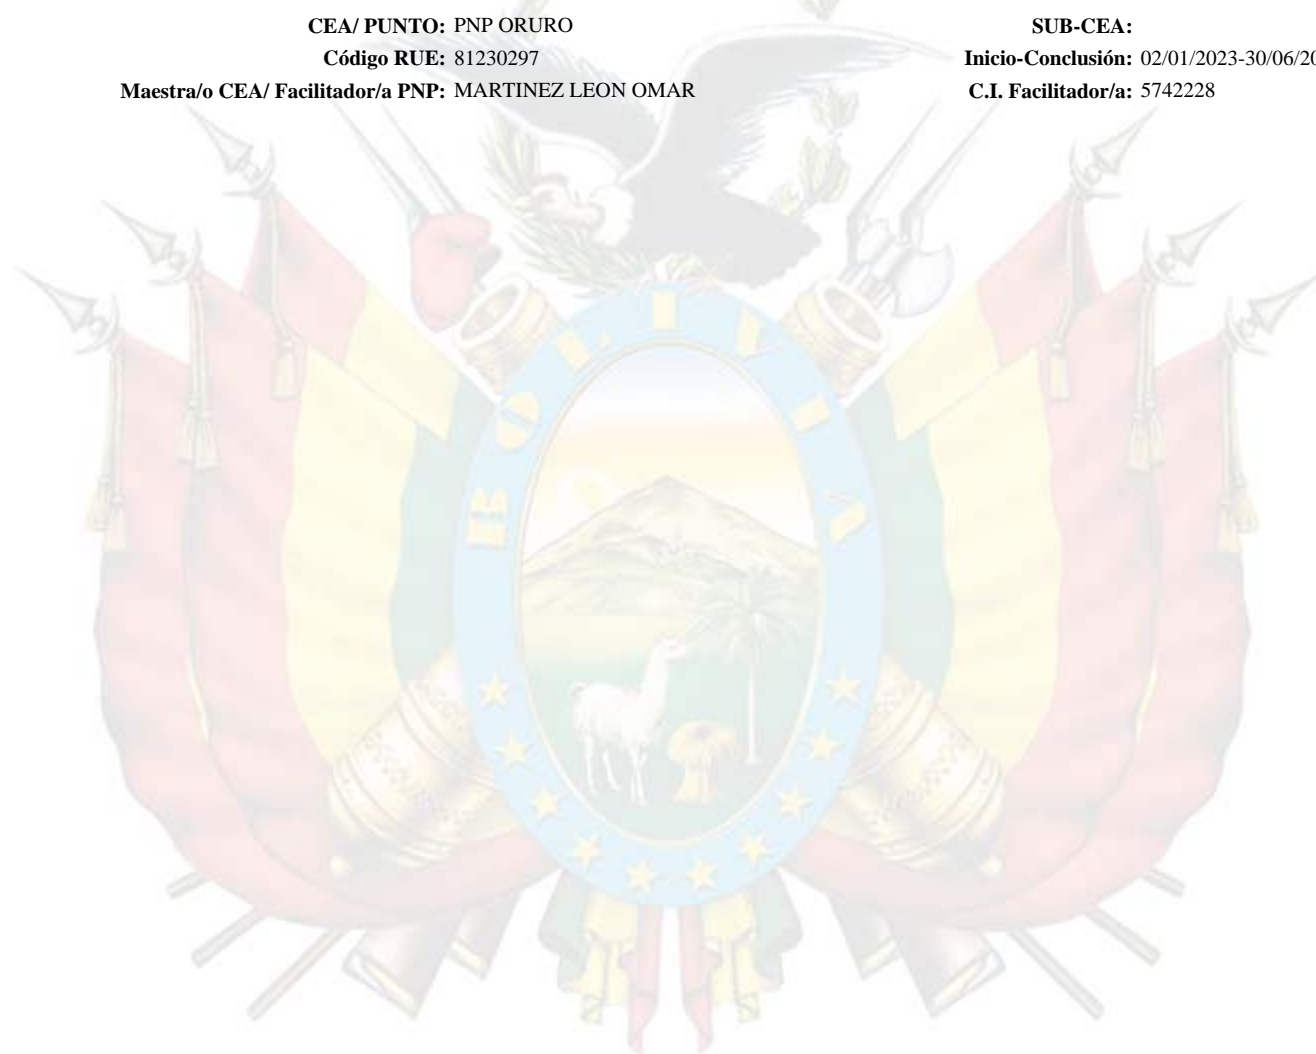 CEA/ PUNTO: PNP ORURO SUB-CEA:
Código RUE: 81230297 Inicio-Conclusión: 02/01/2023-30/06/20
Maestra/o CEA/ Facilitador/a PNP: MARTINEZ LEON OMAR C.I. Facilitador/a: 5742228
BOLIVIA